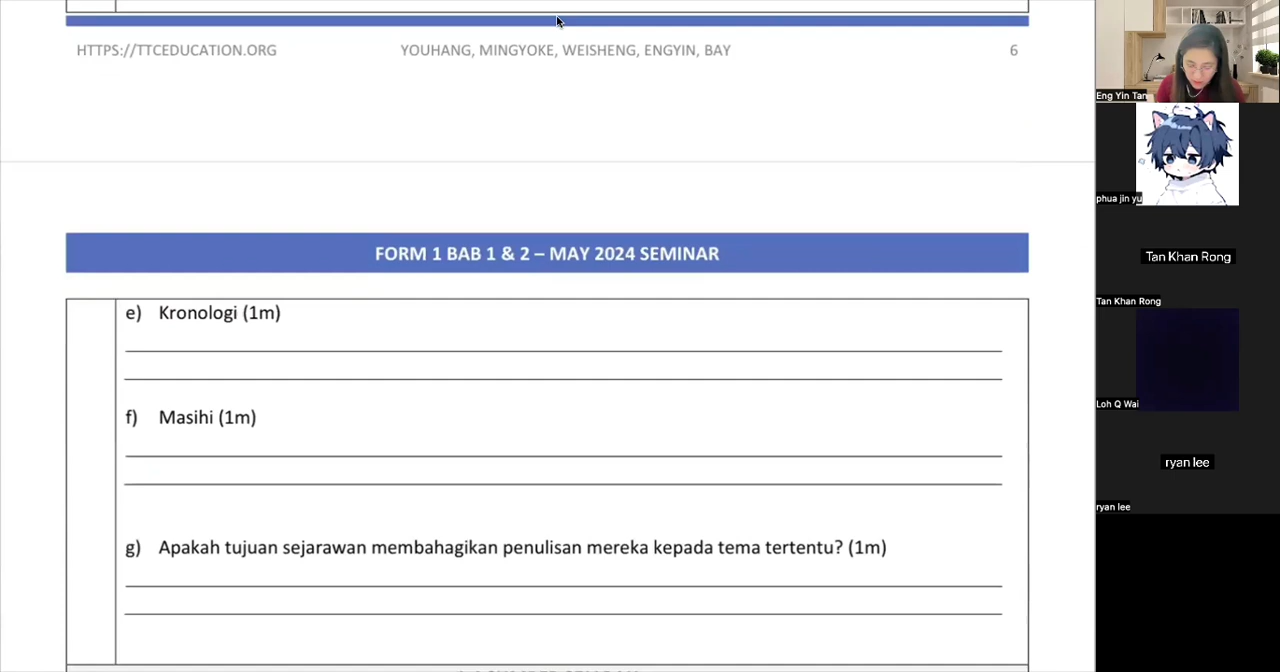 HTTPS://TTCEDUCATION.ORG YOUHANG, MINGYOKE, WEISHENG, ENGYIN, BAY 6
FORM 1 BAB 1 & 2 – MAY 2024 SEMINAR
e) Kronologi (1m)
f) Masihi (1m)
g) Apakah tujuan sejarawan membahagikan penulisan mereka kepada tema tertentu? (1m)
Eng Yin Tan
phua jin yu
Tan Khan Rong
Tan Khan Rong
Loh Q Wai
ryan lee
ryan lee